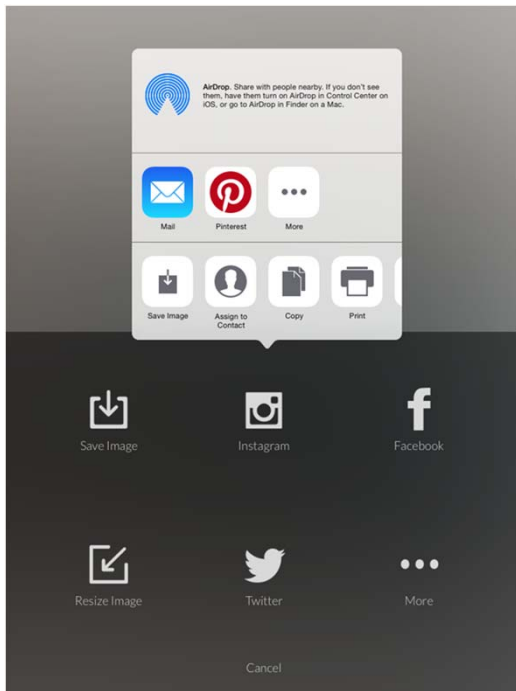 AirDrop. Share with people nearby. If you don't see
them, have them turn on AirDrop in Control Center on
iOS, or go to AirDrop in Finder on a Mac.
Mail Pinterest More
Save Image Assign to Contact Copy Print
Save Image Instagram Facebook
Resize Image Twitter More
Cancel